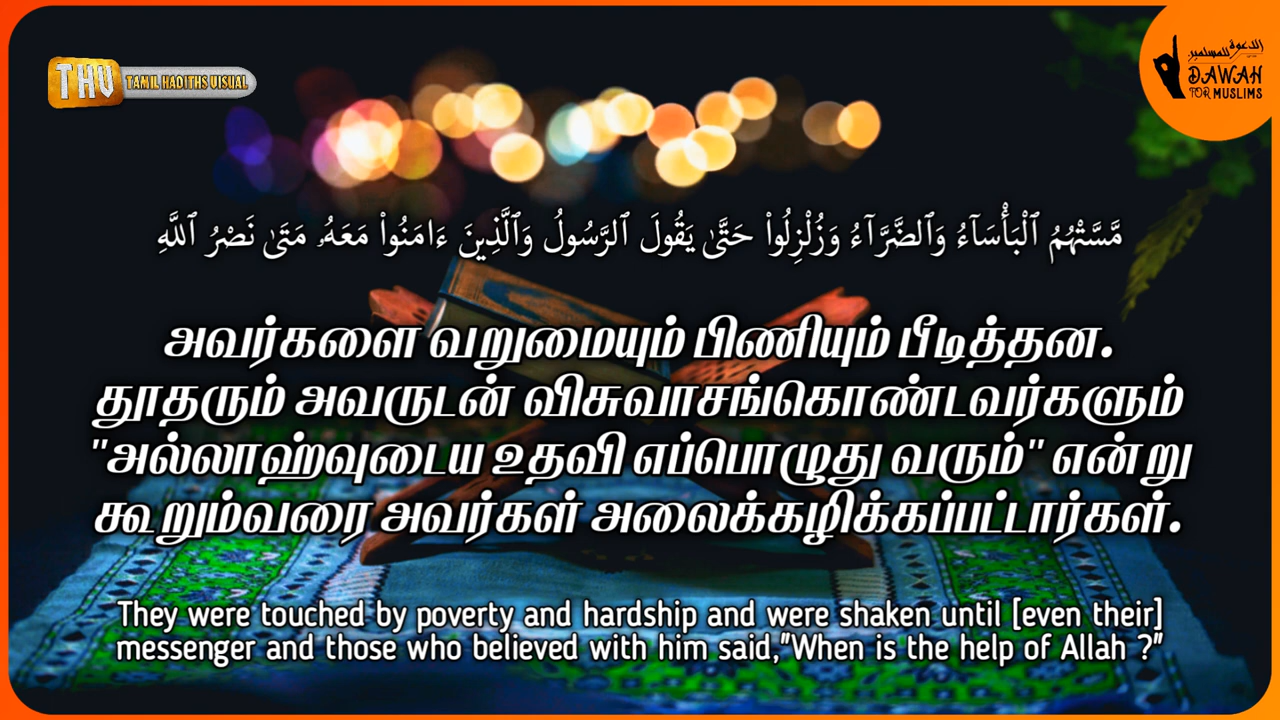 THV TAMIL HADITHS VISUAL
الدعوة للمسلمين
DAWAH
FOR MUSLIMS
مَّسَّتْهُمُ ٱلْبَأْسَآءُ وَٱلضَّرَّآءُ وَزُلْزِلُوا۟ حَتَّىٰ يَقُولَ ٱلرَّسُولُ وَٱلَّذِينَ ءَامَنُوا۟ مَعَهُۥ مَتَىٰ نَصْرُ ٱللَّهِ
அவர்களை வறுமையும் பிணியும் பீடித்தன.
தூதரும் அவருடன் விசுவாசங்கொண்டவர்களும்
"அல்லாஹ்வுடைய உதவி எப்பொழுது வரும்" என்று
கூறும்வரை அவர்கள் அலைக்கழிக்கப்பட்டார்கள்.
They were touched by poverty and hardship and were shaken until [even their]
messenger and those who believed with him said,"When is the help of Allah ?"